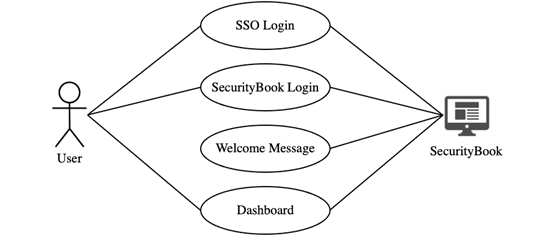 SSO Login
SecurityBook Login
Welcome Message
Dashboard
User
SecurityBook